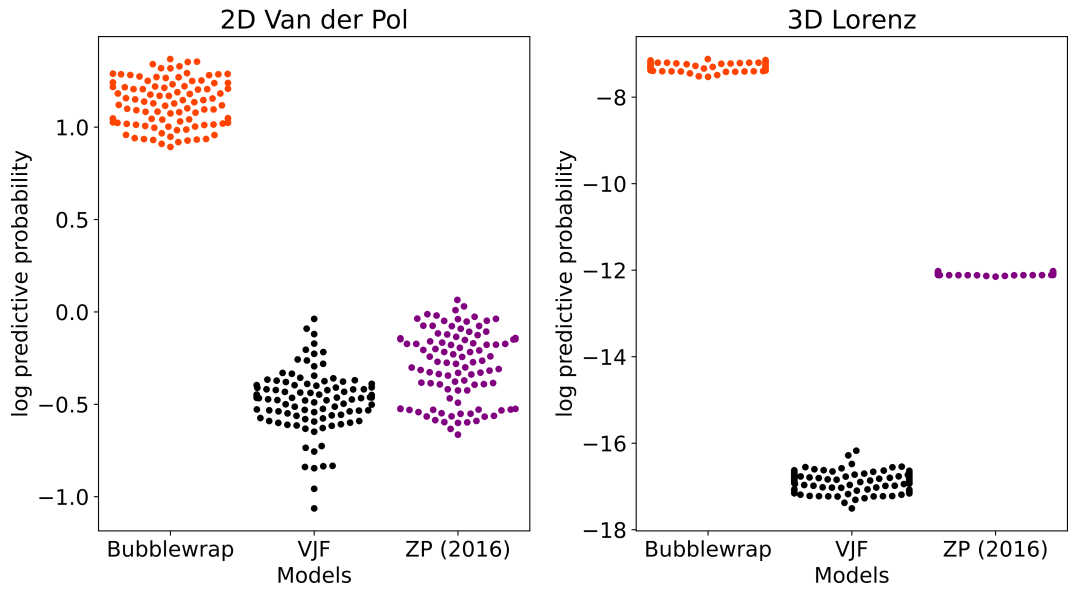 2D Van der Pol
log predictive probability
1.0
0.5
0.0
−0.5
−1.0
Bubblewrap VJF ZP (2016)
Models
3D Lorenz
log predictive probability
−8
−10
−12
−14
−16
−18
Bubblewrap VJF ZP (2016)
Models